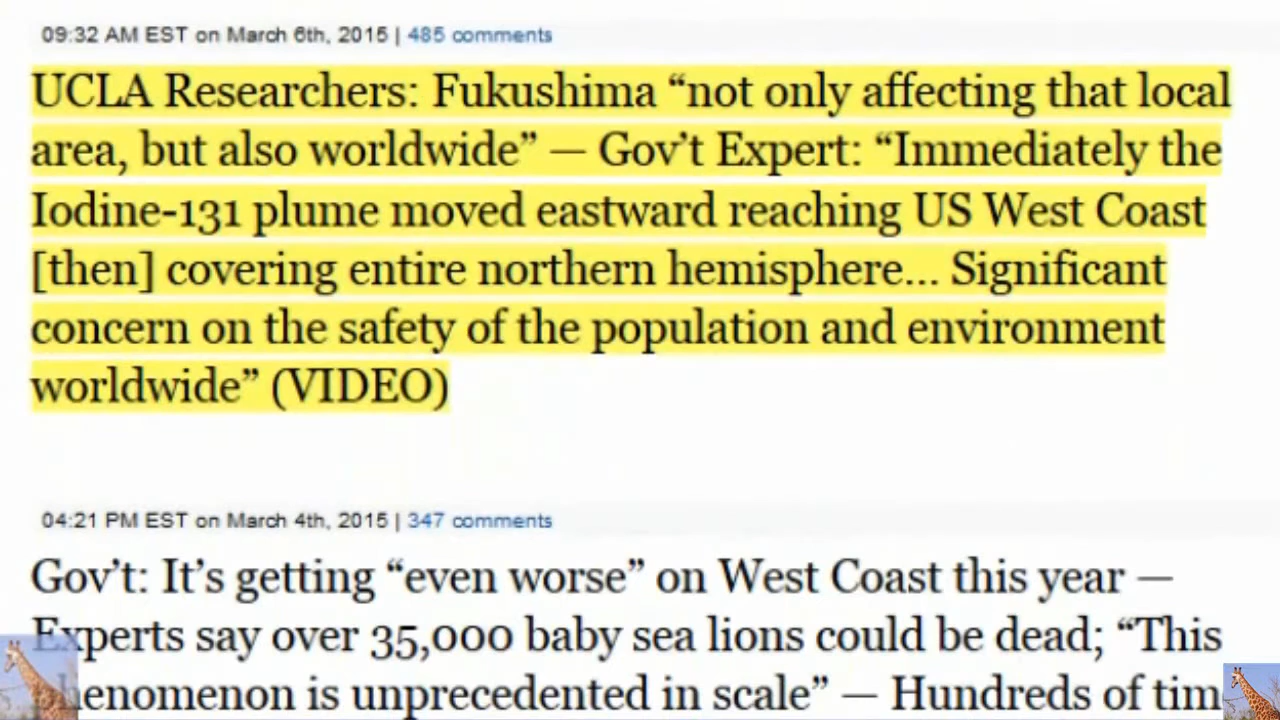 09:32 AM EST on March 6th, 2015 | 485 comments
UCLA Researchers: Fukushima “not only affecting that local
area, but also worldwide” — Gov’t Expert: “Immediately the
Iodine-131 plume moved eastward reaching US West Coast
[then] covering entire northern hemisphere… Significant
concern on the safety of the population and environment
worldwide” (VIDEO)
04:21 PM EST on March 4th, 2015 | 347 comments
Gov’t: It’s getting “even worse” on West Coast this year —
Experts say over 35,000 baby sea lions could be dead; “This
phenomenon is unprecedented in scale” — Hundreds of tim